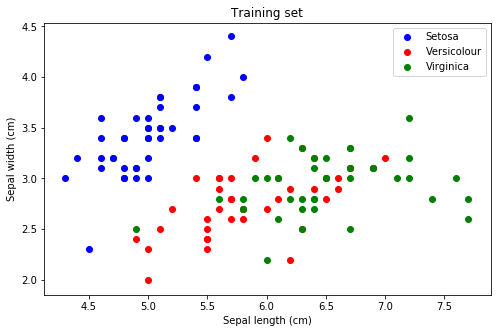 Training set
Setosa
Versicolour
Virginica
Sepal width (cm)
4.5
4.0
3.5
3.0
2.5
2.0
4.5 5.0 5.5 6.0 6.5 7.0 7.5
Sepal length (cm)